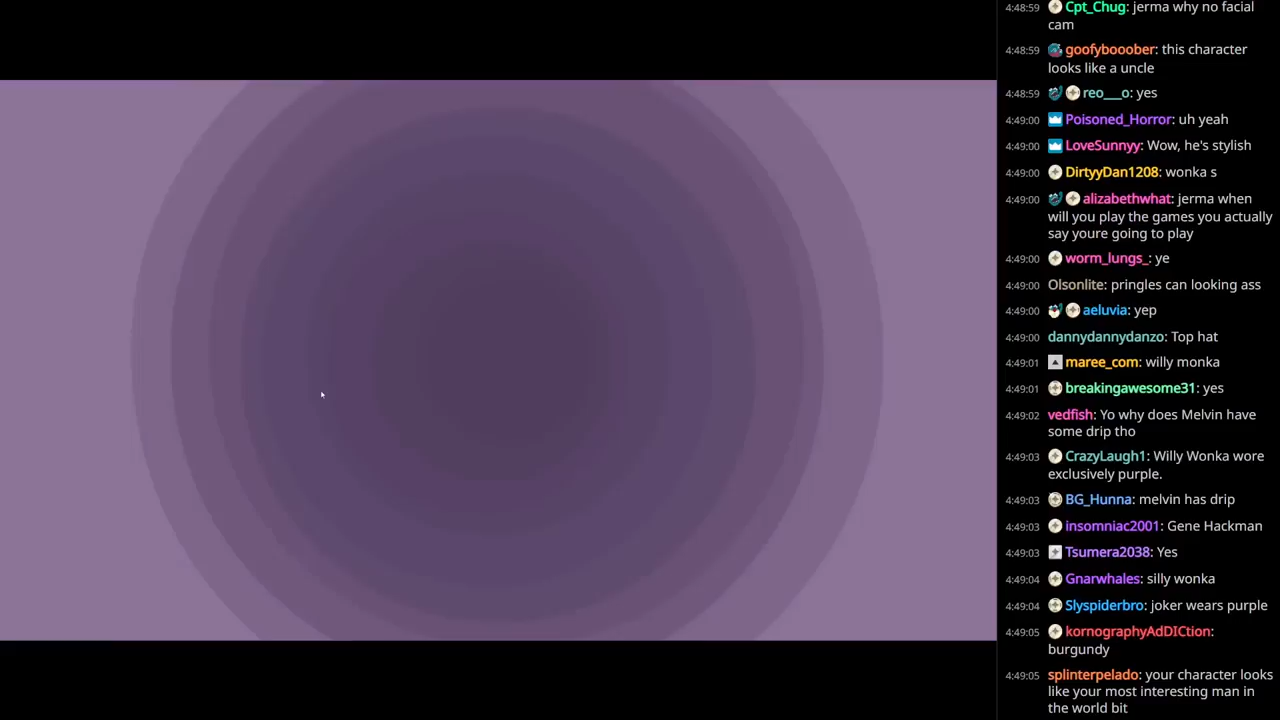 4:48:59 Cpt_Chug: jerma why no facial
cam
4:48:59 goofybooober: this character
looks like a uncle
4:48:59 reo___o: yes
4:49:00 Poisoned_Horror: uh yeah
4:49:00 LoveSunnyy: Wow, he's stylish
4:49:00 DirtyyDan1208: wonka s
4:49:00 alizabethwhat: jerma when
will you play the games you actually
say youre going to play
4:49:00 worm_lungs_: ye
4:49:00 Olsonlite: pringles can looking ass
4:49:00 aeluvia: yep
4:49:00 dannydannydanzo: Top hat
4:49:01 maree_com: willy monka
4:49:01 breakingawesome31: yes
4:49:02 vedfish: Yo why does Melvin have
some drip tho
4:49:03 CrazyLaugh1: Willy Wonka wore
exclusively purple.
4:49:03 BG_Hunna: melvin has drip
4:49:03 insomniac2001: Gene Hackman
4:49:03 Tsumera2038: Yes
4:49:04 Gnarwhales: silly wonka
4:49:04 Slyspiderbro: joker wears purple
4:49:05 kornographyAdDICtion:
burgundy
4:49:05 splinterpelado: your character looks
like your most interesting man in
the world bit